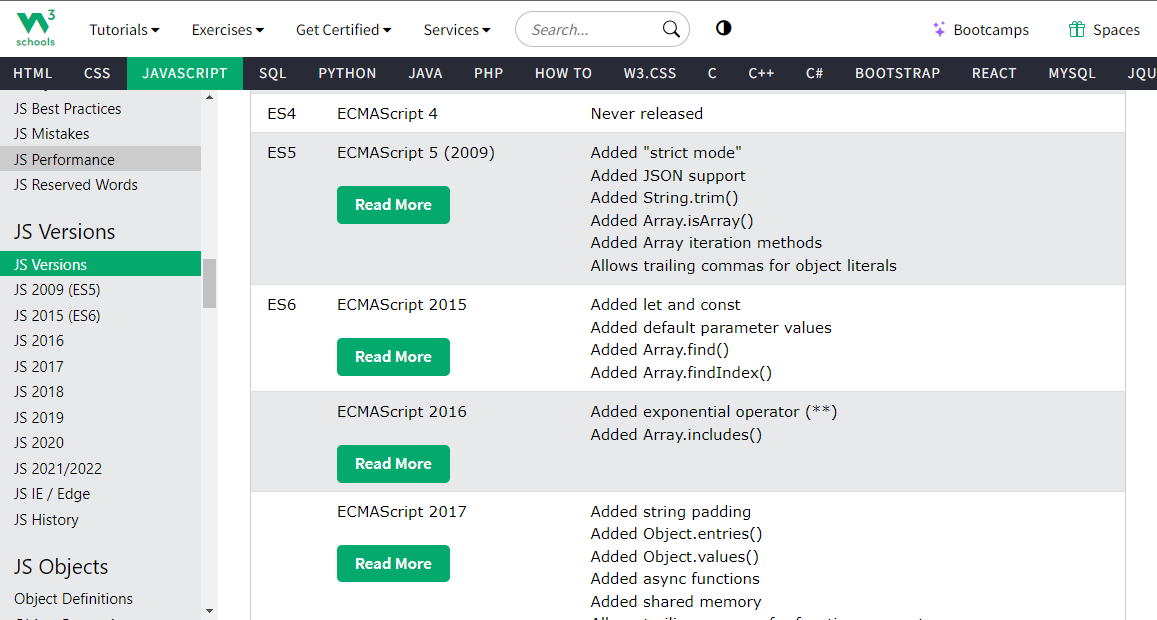 W3 schools
Tutorials Exercises Get Certified Services Search... Bootcamps Spaces
HTML CSS JAVASCRIPT SQL PYTHON JAVA PHP HOW TO W3.CSS C C++ C# BOOTSTRAP REACT MYSQL JQU
JS Best Practices
JS Mistakes
JS Performance
JS Reserved Words
JS Versions
JS Versions
JS 2009 (ES5)
JS 2015 (ES6)
JS 2016
JS 2017
JS 2018
JS 2019
JS 2020
JS 2021/2022
JS IE / Edge
JS History
JS Objects
Object Definitions
ES4 ECMAScript 4 Never released
ES5 ECMAScript 5 (2009) Added "strict mode"
Added JSON support
Read More Added String.trim()
Added Array.isArray()
Added Array iteration methods
Allows trailing commas for object literals
ES6 ECMAScript 2015 Added let and const
Added default parameter values
Read More Added Array.find()
Added Array.findIndex()
ECMAScript 2016 Added exponential operator (**)
Added Array.includes()
Read More
ECMAScript 2017 Added string padding
Added Object.entries()
Read More Added Object.values()
Added async functions
Added shared memory